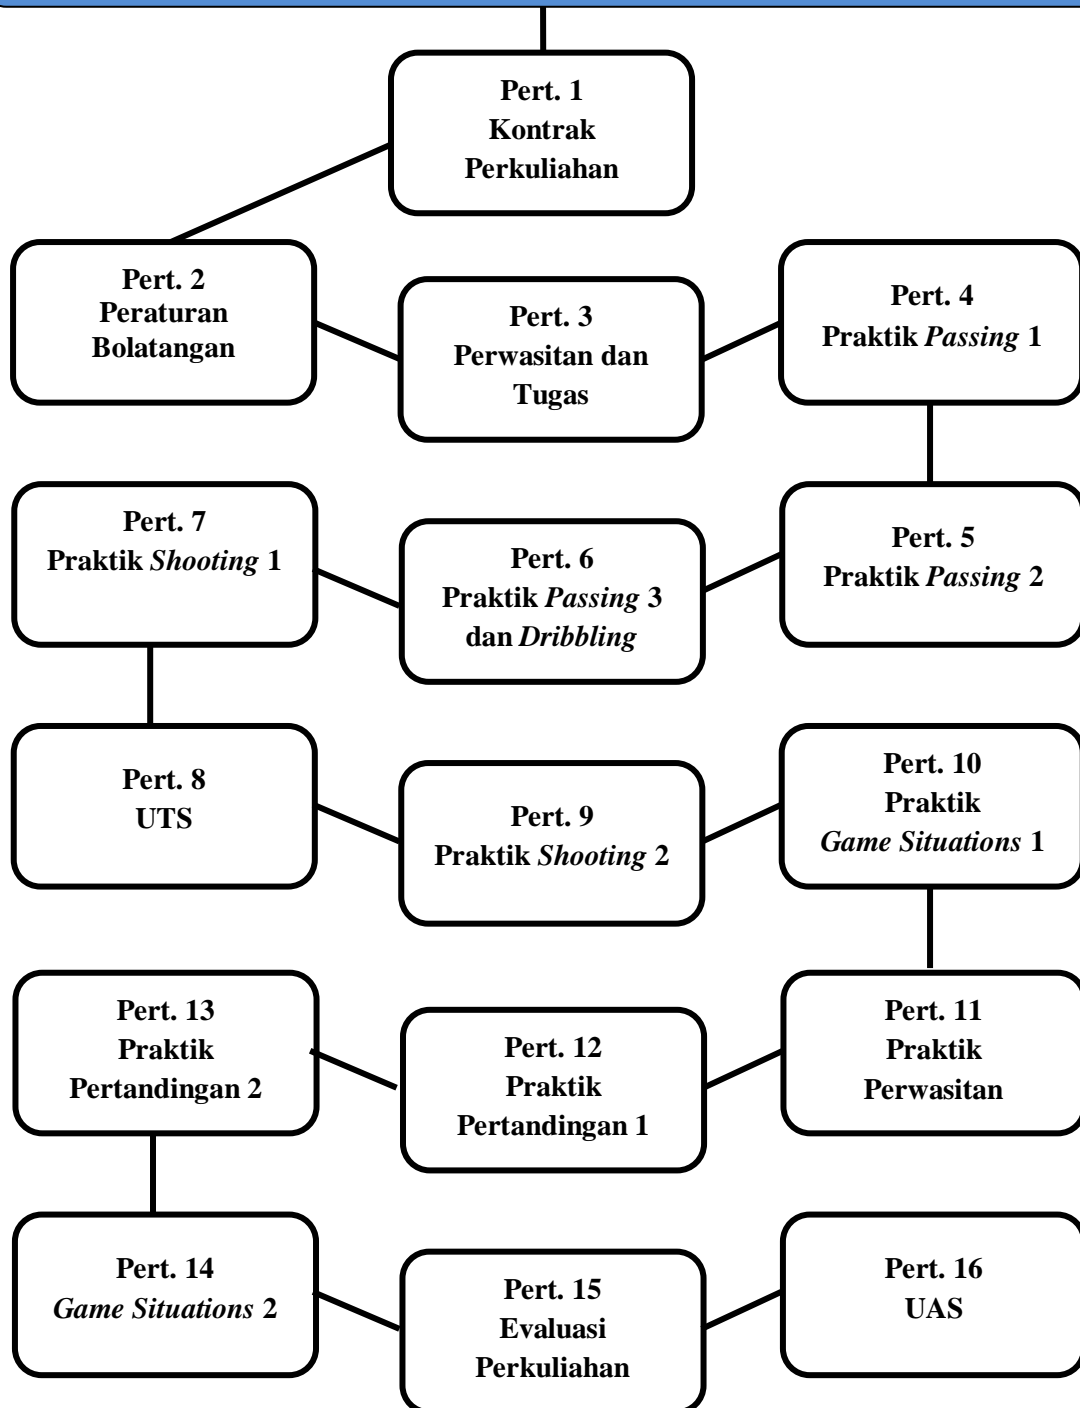 Pert. 1
Kontrak
Perkuliahan
Pert. 2
Peraturan
Bolatangan
Pert. 3
Perwasitan dan
Tugas
Pert. 4
Praktik Passing 1
Pert. 5
Praktik Passing 2
Pert. 6
Praktik Passing 3
dan Dribbling
Pert. 7
Praktik Shooting 1
Pert. 8
UTS
Pert. 9
Praktik Shooting 2
Pert. 10
Praktik
Game Situations 1
Pert. 11
Praktik
Perwasitan
Pert. 12
Praktik
Pertandingan 1
Pert. 13
Praktik
Pertandingan 2
Pert. 14
Game Situations 2
Pert. 15
Evaluasi
Perkuliahan
Pert. 16
UAS